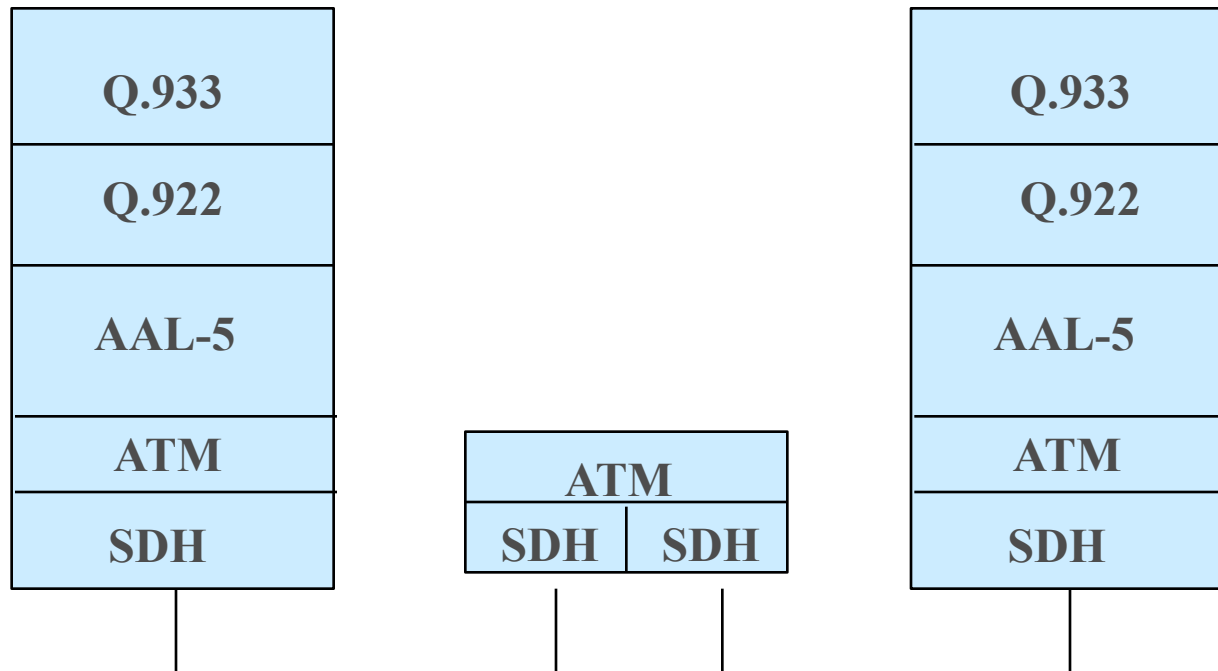 Q.933
Q.922
AAL-5
ATM
SDH
ATM
SDH SDH
Q.933
Q.922
AAL-5
ATM
SDH